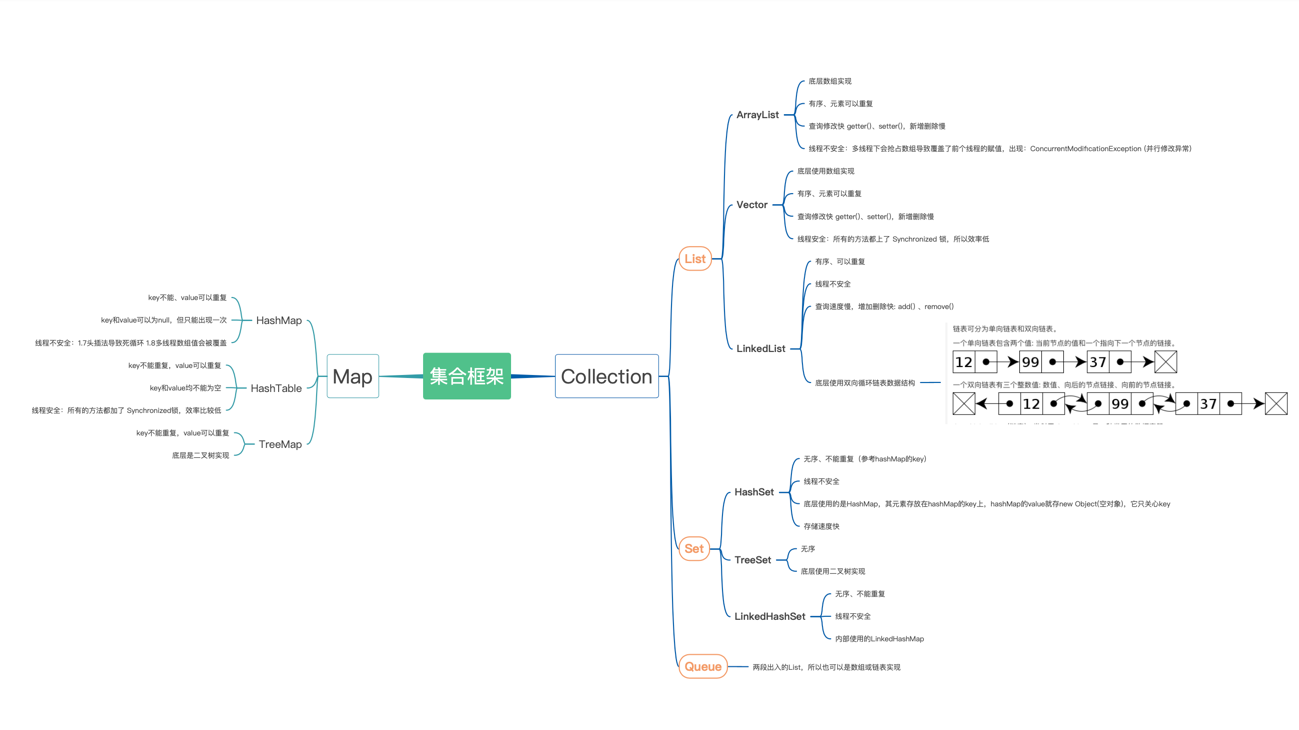 集合框架
Map
HashMap
key不能、value可以重复
key和value可以为null，但只能出现一次
线程不安全：1.7头插法导致死循环 1.8多线程数组值会被覆盖
HashTable
key不能重复，value可以重复
key和value均不能为空
线程安全：所有的方法都加了 Synchronized锁，效率比较低
TreeMap
key不能重复，value可以重复
底层是二叉树实现
Collection
List
ArrayList
底层数组实现
有序、元素可以重复
查询修改快 getter()、setter()，新增删除慢
线程不安全：多线程下会抢占数组导致覆盖了前个线程的赋值，出现：ConcurrentModificationException (并行修改异常)
Vector
底层使用数组实现
有序、元素可以重复
查询修改快 getter()、setter()，新增删除慢
线程安全：所有的方法都上了 Synchronized 锁，所以效率低
LinkedList
有序、可以重复
线程不安全
查询速度慢，增加删除快: add() 、remove()
底层使用双向循环链表数据结构
链表可分为单向链表和双向链表。
一个单向链表包含两个值: 当前节点的值和一个指向下一个节点的链接。
12 99 37
一个双向链表有三个整数值: 数值、向后的节点链接、向前的节点链接。
12 99 37
Set
HashSet
无序、不能重复（参考hashMap的key)
线程不安全
底层使用的是HashMap，其元素存放在hashMap的key上，hashMap的value就存new Object(空对象)，它只关心key
存储速度快
TreeSet
无序
底层使用二叉树实现
LinkedHashSet
无序、不能重复
线程不安全
内部使用的LinkedHashMap
Queue
两段出入的List，所以也可以是数组或链表实现